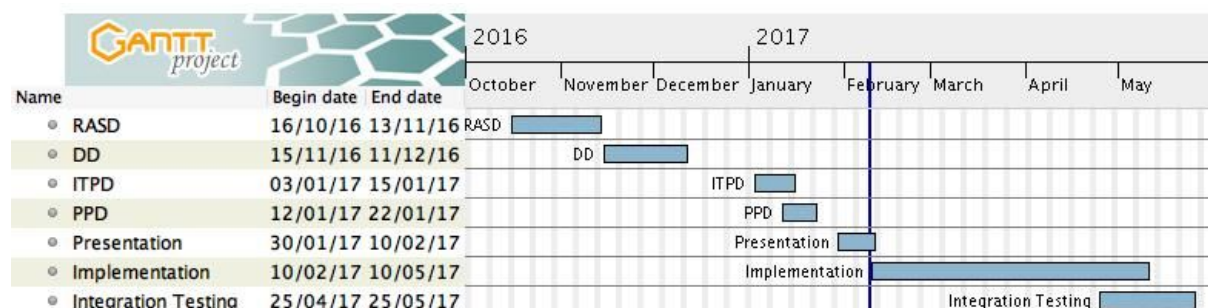 GANTT
project
2016 2017
October November December January February March April May
Name Begin date End date
RASD 16/10/16 13/11/16 RASD
DD 15/11/16 11/12/16 DD
ITPD 03/01/17 15/01/17 ITPD
PPD 12/01/17 22/01/17 PPD
Presentation 30/01/17 10/02/17 Presentation
Implementation 10/02/17 10/05/17 Implementation
Integration Testing 25/04/17 25/05/17 Integration Testing